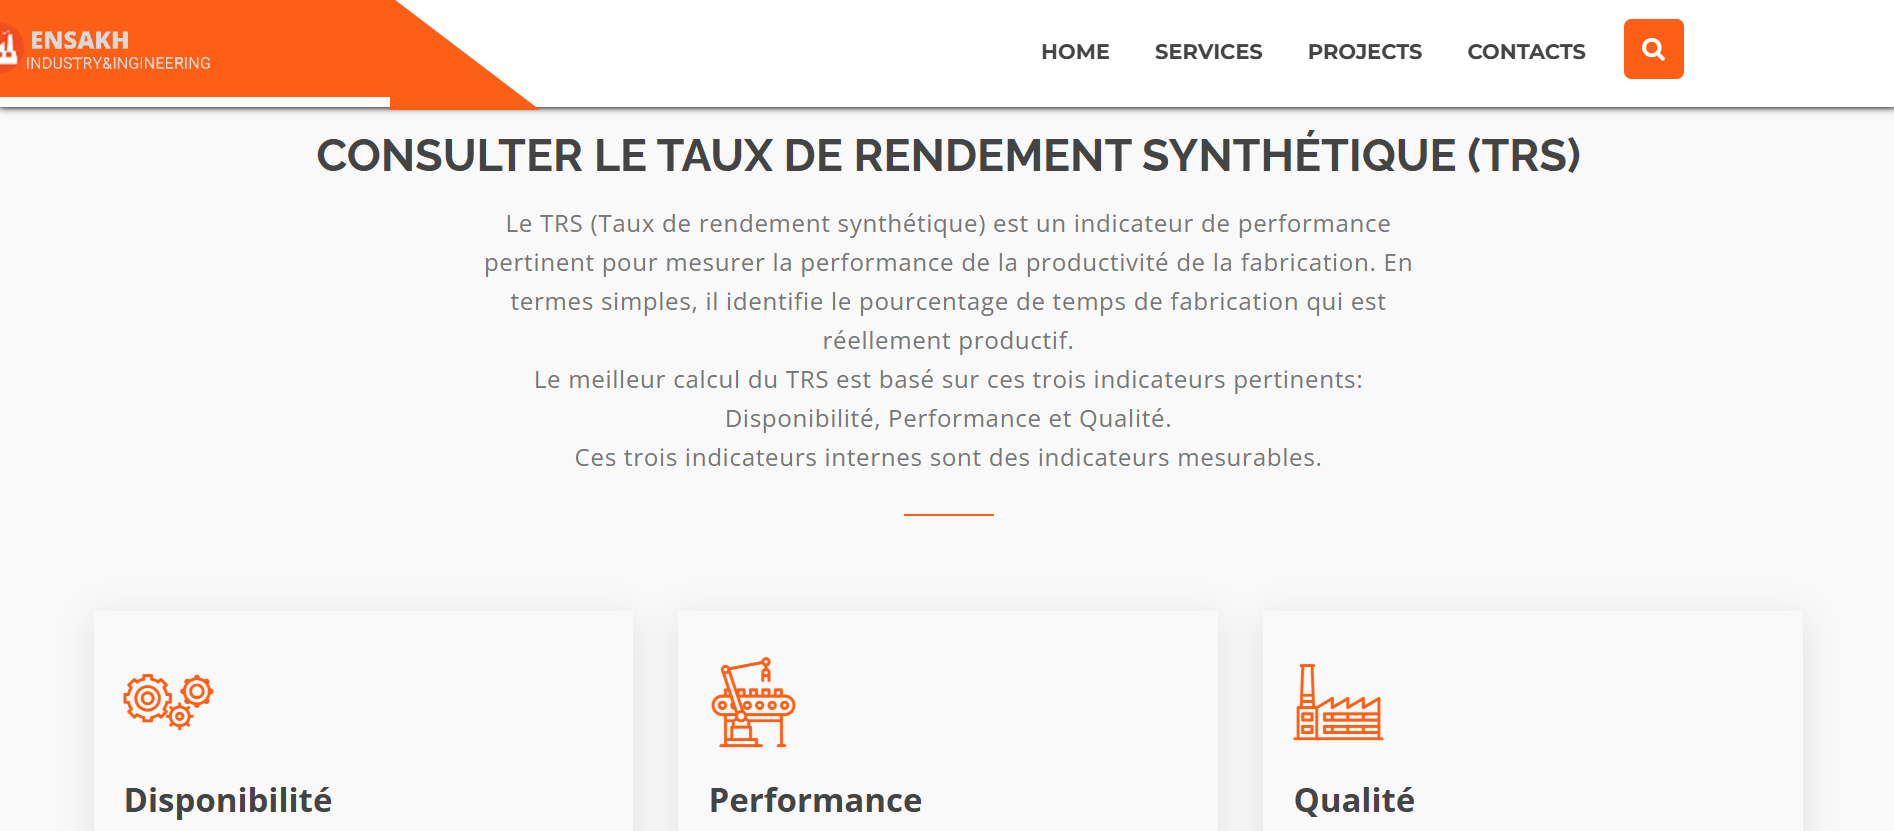 ENSAKH
INDUSTRY&INGINEERING
HOME SERVICES PROJECTS CONTACTS
CONSULTER LE TAUX DE RENDEMENT SYNTHÉTIQUE (TRS)
Le TRS (Taux de rendement synthétique) est un indicateur de performance
pertinent pour mesurer la performance de la productivité de la fabrication. En
termes simples, il identifie le pourcentage de temps de fabrication qui est
réellement productif.
Le meilleur calcul du TRS est basé sur ces trois indicateurs pertinents:
Disponibilité, Performance et Qualité.
Ces trois indicateurs internes sont des indicateurs mesurables.
Disponibilité
Performance
Qualité